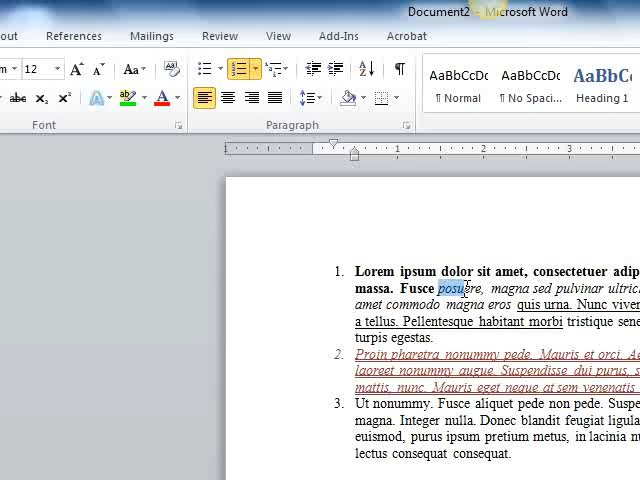 Document2 - Microsoft Word
References Mailings Review View Add-Ins Acrobat
12 Aa
abc
AaBbCcDc AaBbCcDc AaBbCc
¶ Normal ¶ No Spaci... Heading 1
Font Paragraph
1 1 2 3
1. Lorem ipsum dolor sit amet, consectetuer adip
massa. Fusce posuere, magna sed pulvinar ultric
amet commodo magna eros quis urna. Nunc viver
a tellus. Pellentesque habitant morbi tristique sene
turpis egestas.
2. Proin pharetra nonummy pede. Mauris et orci. Ae
laoreet nonummy augue. Suspendisse dui purus, s
mattis, nunc. Mauris eget neque at sem venenatis
3. Ut nonummy. Fusce aliquet pede non pede. Suspe
magna. Integer nulla. Donec blandit feugiat ligula
euismod, purus ipsum pretium metus, in lacinia nu
lectus consequat consequat.